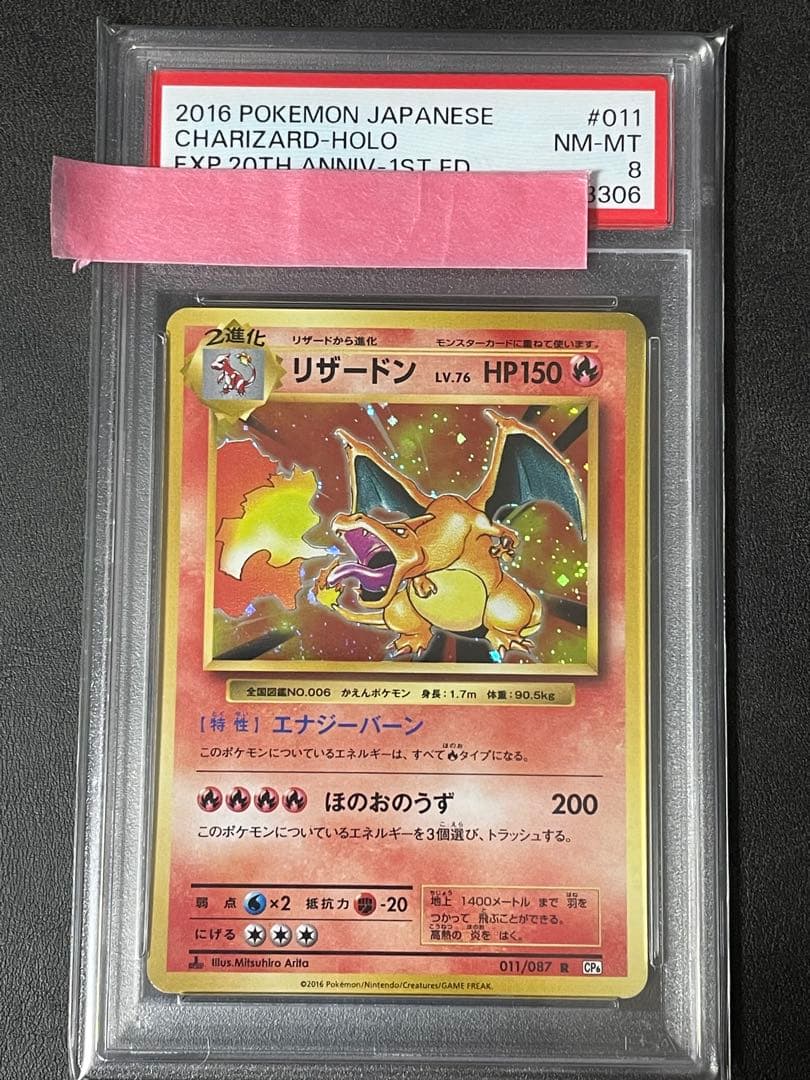 2016 POKEMON JAPANESE #011
CHARIZARD-HOLO NM-MT
EXP.20TH ANNIV-1ST ED 8
3306
2進化
リザードから進化 モンスターカードに重ねて使います。
リザードン LV.76 HP150
全国図鑑NO.006 かえんポケモン 身長:1.7m 体重:90.5kg
[特性] エナジーバーン
このポケモンについているエネルギーは、すべてタイプになる。
ほのおのうず 200
このポケモンについているエネルギーを3個選び、トラッシュする。
弱点 ×2 抵抗力 -20
にげる
地上 1400メートル まで 羽を
つかって 飛ぶことができる。
高熱の 炎を はく。
Illus.Mitsuhiro Arita 011/087 R CP6
©2016 Pokémon/Nintendo/Creatures/GAME FREAK.